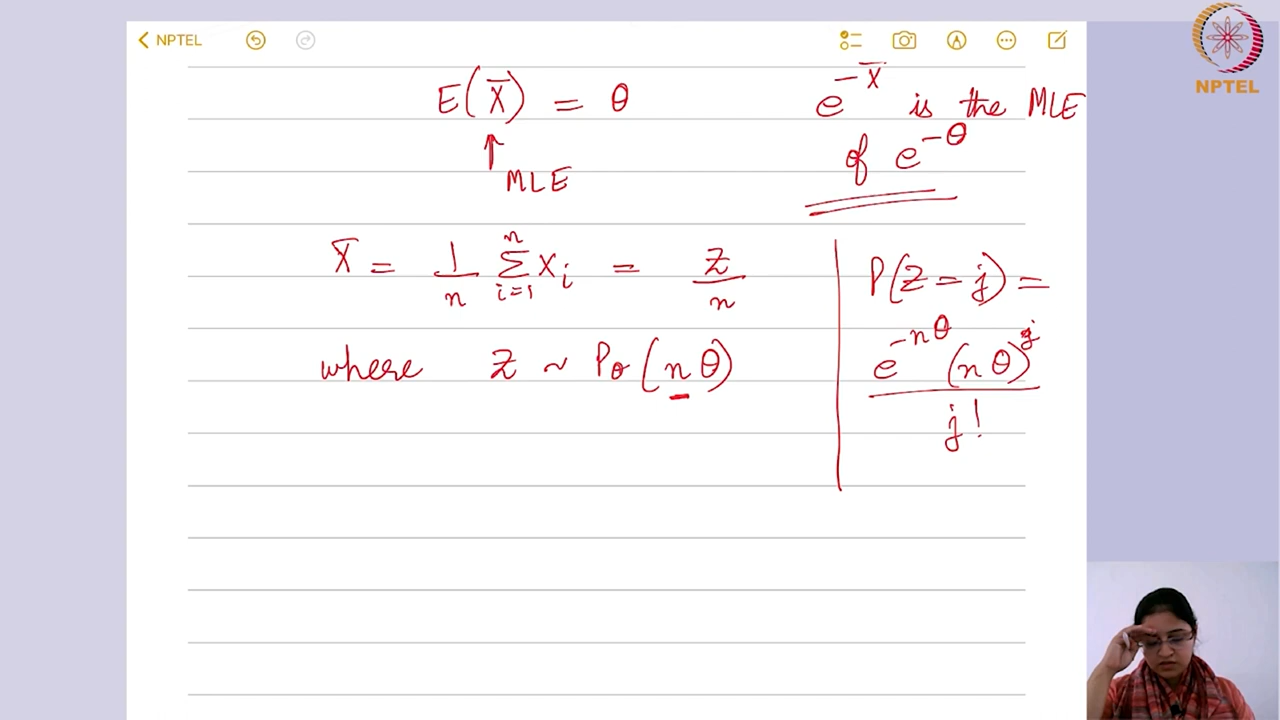 NPTEL
NPTEL
E(X̄) = θ
↑
MLE
e^{-X̄} is the MLE
of e^{-θ}
X̄ = 1/n Σ_{i=1}^{n} X_i = Z/n
where Z ~ Po(nθ)
P(Z = j) =
e^{-nθ} (nθ)^j
j!